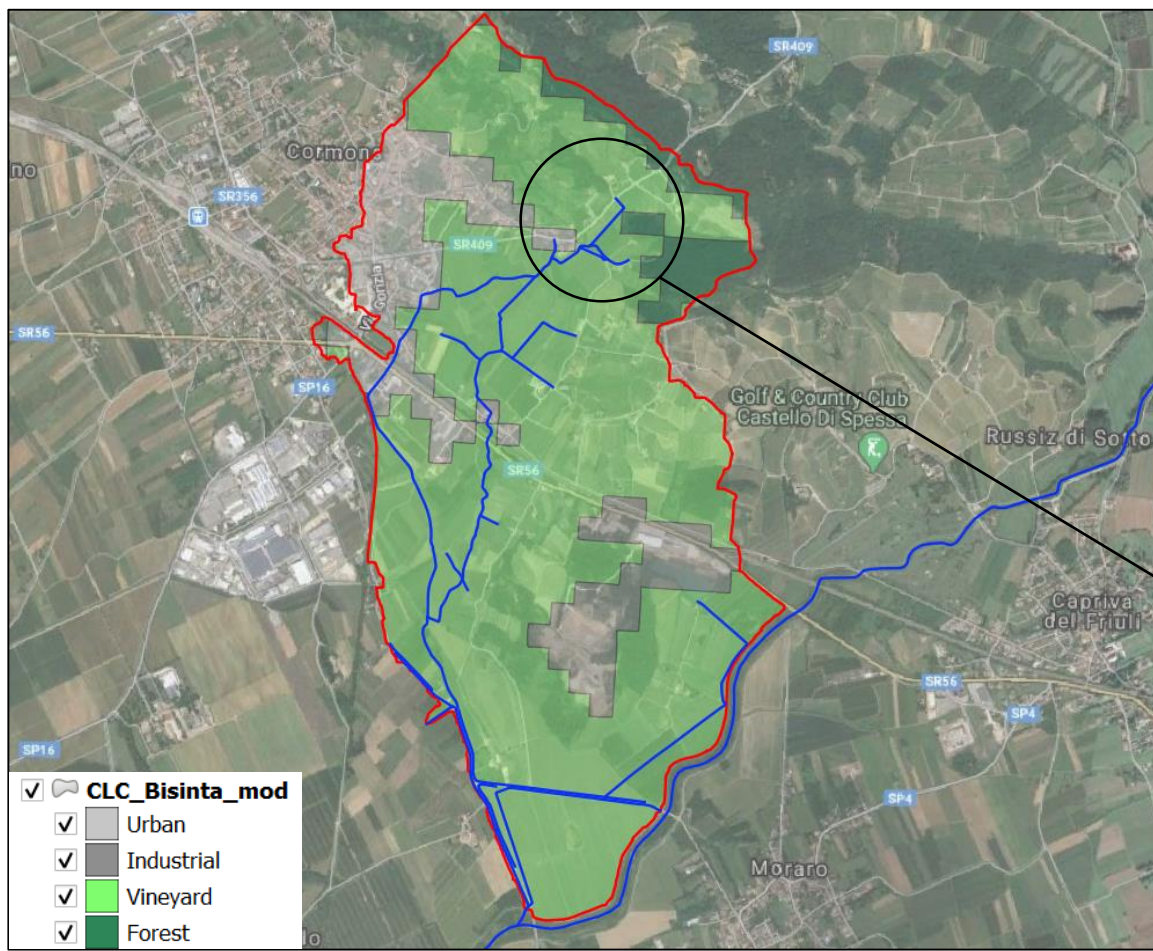 SR409
Cormons
no
SR356
SR409
Gorizia
SR56
SP16
Golf & Country Club
Castello Di Spessa
Russiz di Sotto
SR56
Capriva
del Friuli
SR56
SP4
SP16
SP4
Moraro
CLC_Bisinta_mod
Urban
Industrial
Vineyard
Forest
lo